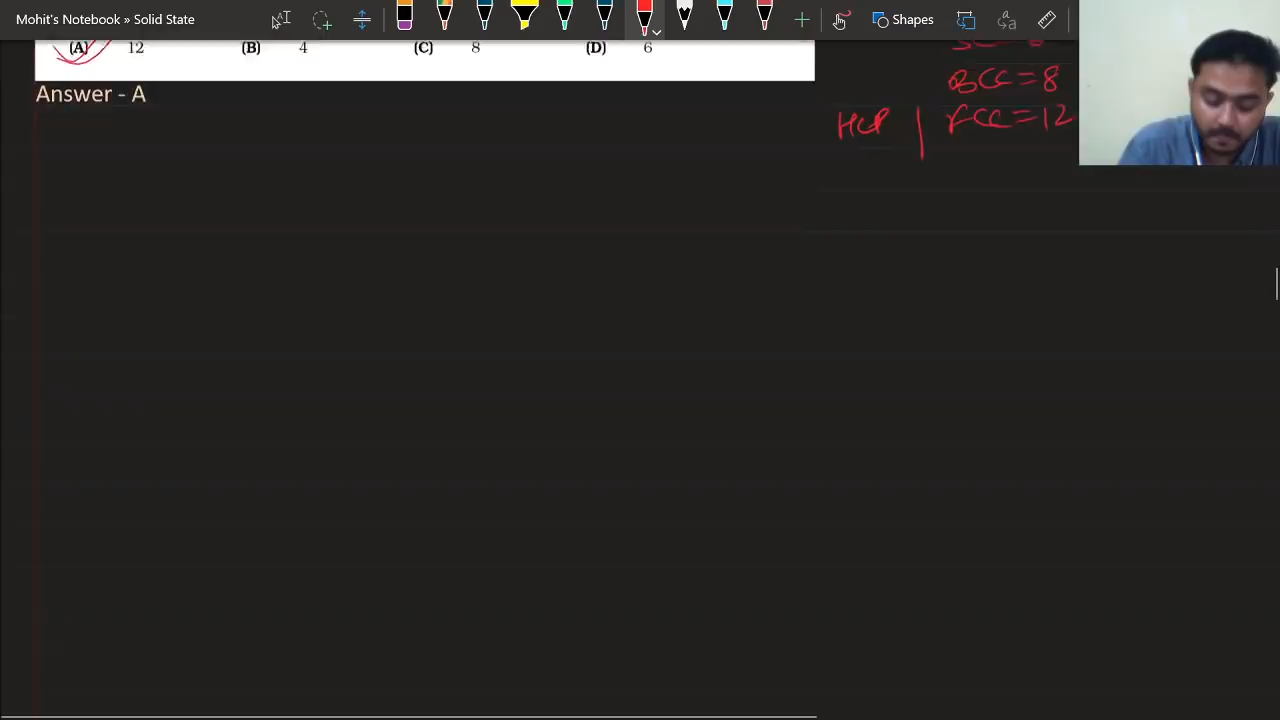 Mohit's Notebook » Solid State
Shapes
(A) 12 (B) 4 (C) 8 (D) 6
Answer - A
BCC = 8
HCP | FCC = 12